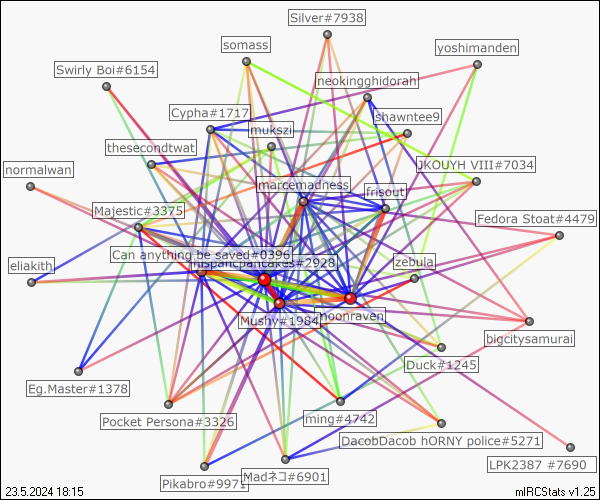 Silver#7938
somass
yoshimanden
Swirly Boi#6154
neokingghidorah
Cypha#1717
shawntee9
mukszi
thesecondtwat
JKOUYH VIII#7034
normalwan
marcemadness
frisout
Majestic#3375
Fedora Stoat#4479
Can anything be saved#0396
eliakith
hispanicpancakes#2928
zebula
Mushy#1984
moonraven
bigcitysamurai
Duck#1245
Eg.Master#1378
Pocket Persona#3326
ming#4742
DacobDacob hORNY police#5271
Pikabro#9971
Madネコ#6901
LPK2387 #7690
23.5.2024 18:15
mIRCStats v1.25